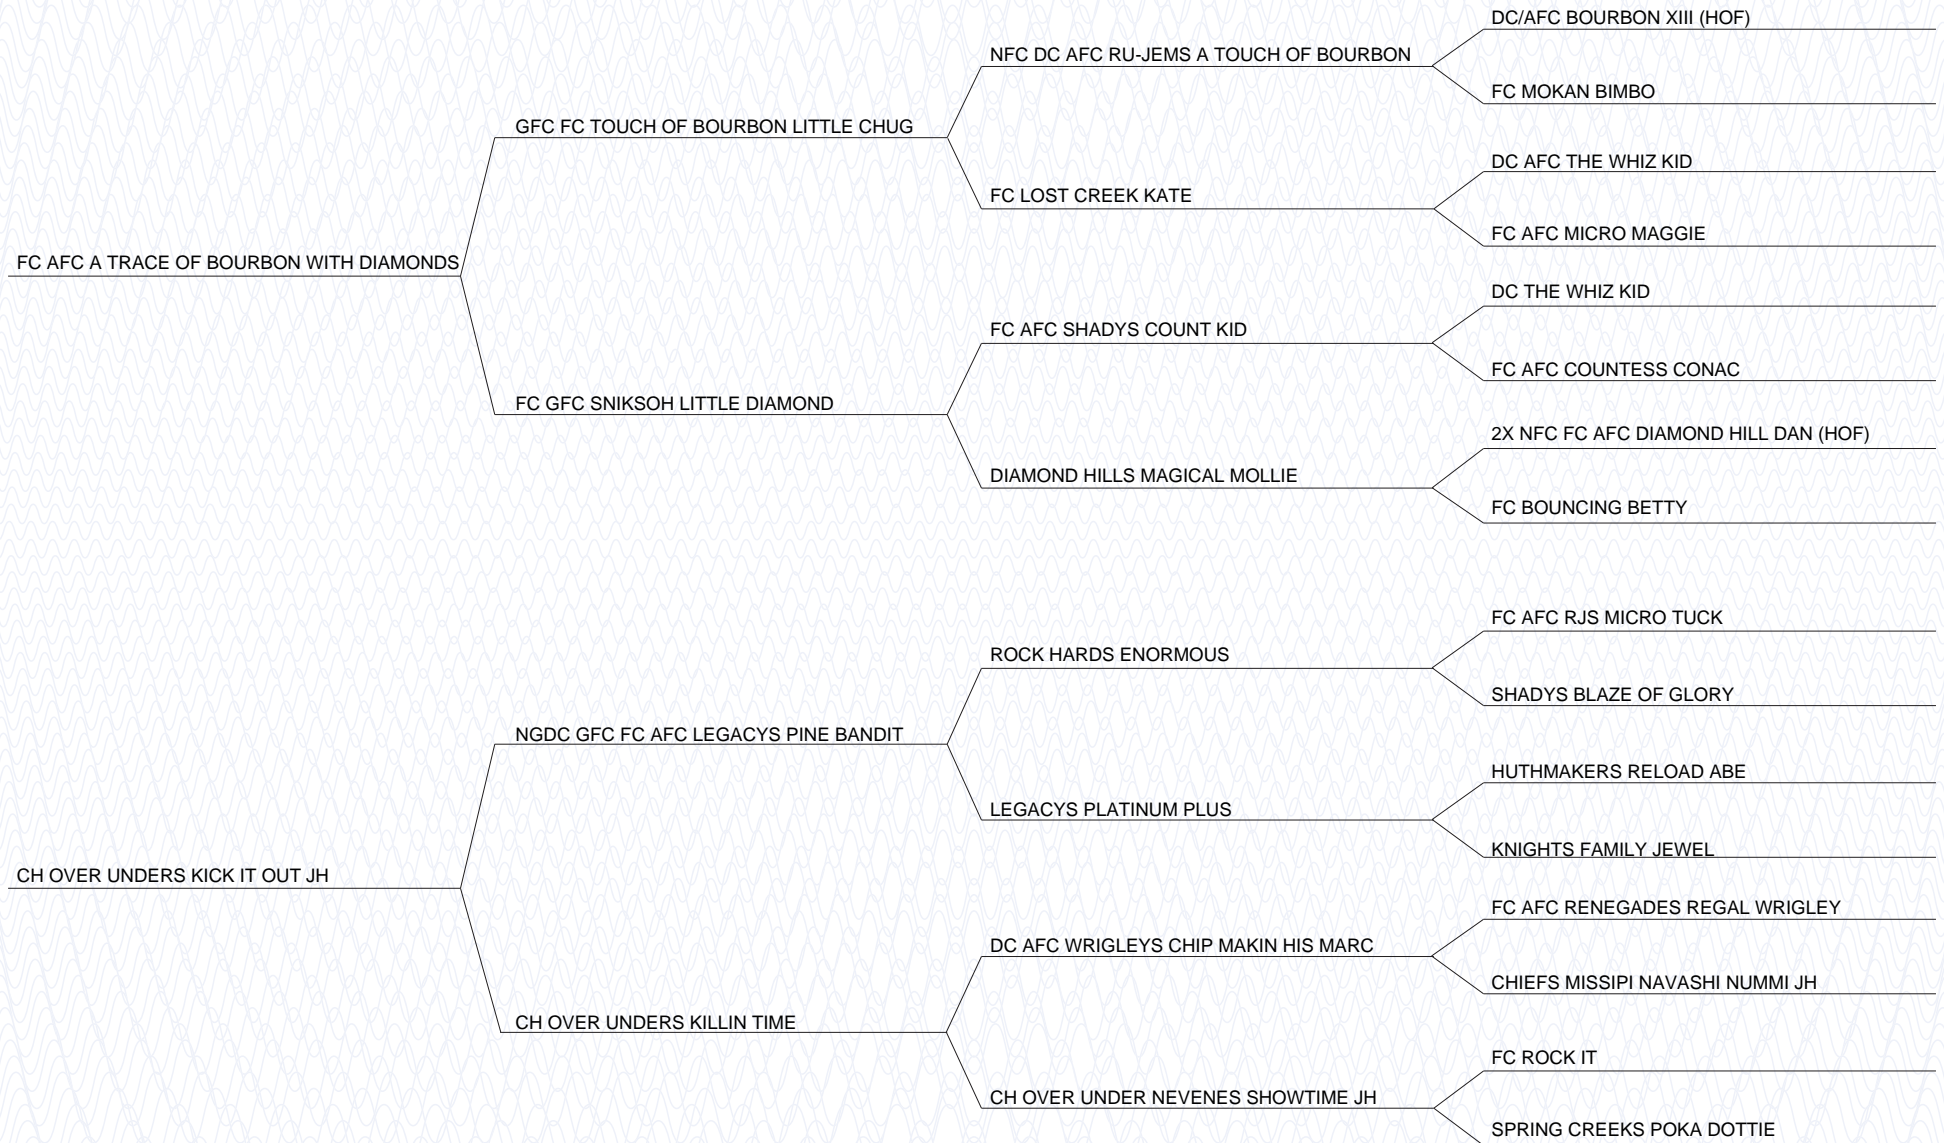 DC/AFC BOURBON XIII (HOF)
NFC DC AFC RU-JEMS A TOUCH OF BOURBON
FC MOKAN BIMBO
GFC FC TOUCH OF BOURBON LITTLE CHUG
DC AFC THE WHIZ KID
FC LOST CREEK KATE
FC AFC MICRO MAGGIE
FC AFC A TRACE OF BOURBON WITH DIAMONDS
DC THE WHIZ KID
FC AFC SHADYS COUNT KID
FC AFC COUNTESS CONAC
FC GFC SNIKSOH LITTLE DIAMOND
2X NFC FC AFC DIAMOND HILL DAN (HOF)
DIAMOND HILLS MAGICAL MOLLIE
FC BOUNCING BETTY
FC AFC RJS MICRO TUCK
ROCK HARDS ENORMOUS
SHADYS BLAZE OF GLORY
NGDC GFC FC AFC LEGACYS PINE BANDIT
HUTHMAKERS RELOAD ABE
LEGACYS PLATINUM PLUS
KNIGHTS FAMILY JEWEL
CH OVER UNDERS KICK IT OUT JH
FC AFC RENEGADES REGAL WRIGLEY
DC AFC WRIGLEYS CHIP MAKIN HIS MARC
CHIEFS MISSIPI NAVASHI NUMMI JH
CH OVER UNDERS KILLIN TIME
FC ROCK IT
CH OVER UNDER NEVENES SHOWTIME JH
SPRING CREEKS POKA DOTTIE